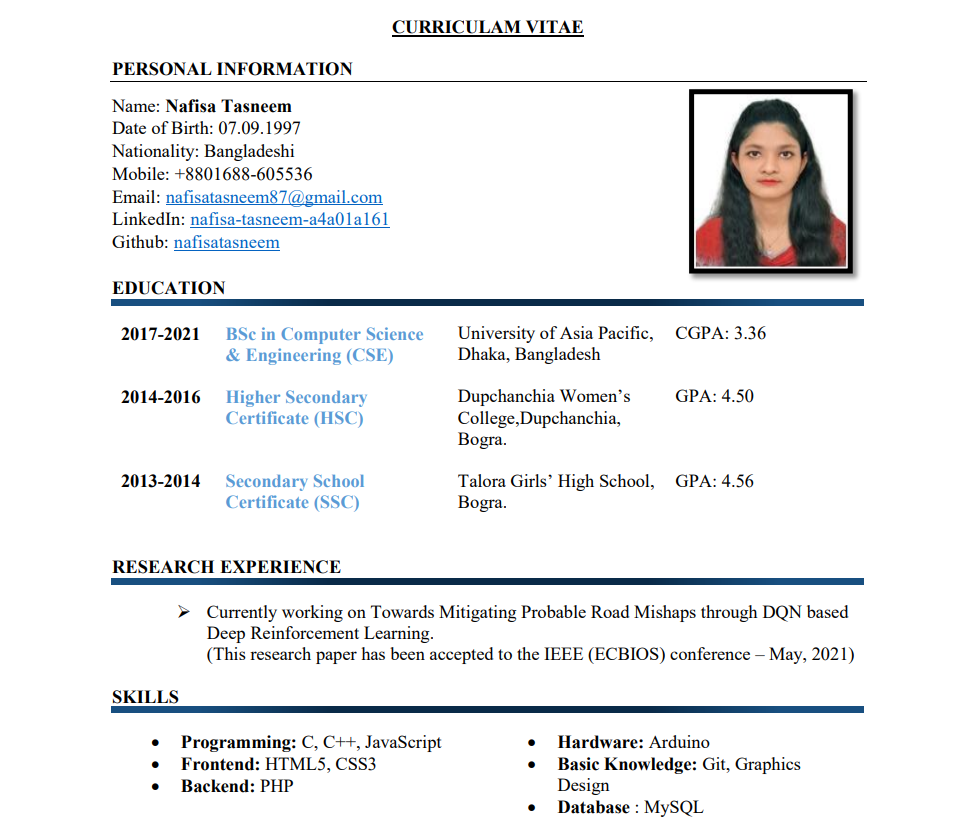 CURRICULAM VITAE
PERSONAL INFORMATION
Name: Nafisa Tasneem
Date of Birth: 07.09.1997
Nationality: Bangladeshi
Mobile: +8801688-605536
Email: nafisatasneem87@gmail.com
LinkedIn: nafisa-tasneem-a4a01a161
Github: nafisatasneem
EDUCATION
2017-2021 BSc in Computer Science University of Asia Pacific, CGPA: 3.36
& Engineering (CSE) Dhaka, Bangladesh
2014-2016 Higher Secondary Dupchanchia Women’s GPA: 4.50
Certificate (HSC) College,Dupchanchia,
Bogra.
2013-2014 Secondary School Talora Girls’ High School, GPA: 4.56
Certificate (SSC) Bogra.
RESEARCH EXPERIENCE
➢ Currently working on Towards Mitigating Probable Road Mishaps through DQN based
Deep Reinforcement Learning.
(This research paper has been accepted to the IEEE (ECBIOS) conference – May, 2021)
SKILLS
• Programming: C, C++, JavaScript
• Frontend: HTML5, CSS3
• Backend: PHP
• Hardware: Arduino
• Basic Knowledge: Git, Graphics
Design
• Database : MySQL